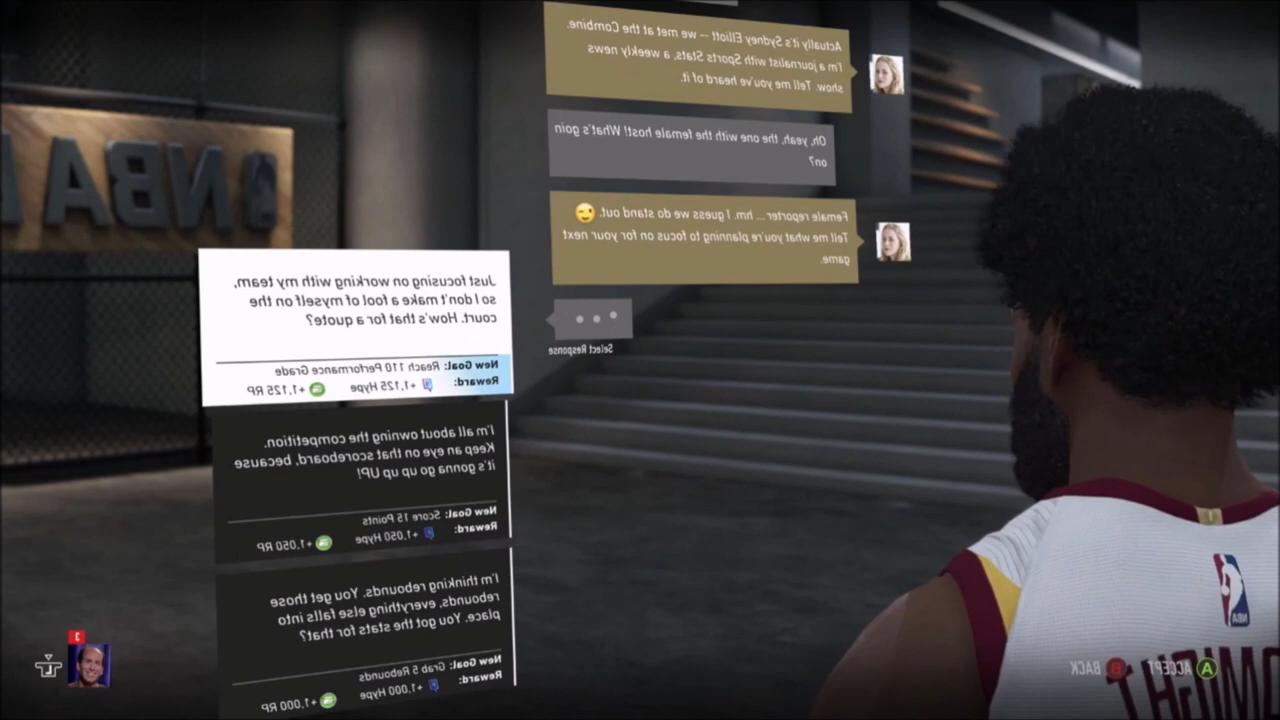 Actually it's Sydney Elliott -- we met at the Combine.
I'm a journalist with Sports Stats, a weekly news
show. Tell me you've heard of it.
Oh, yeah, the one with the female host! What's goin
on?
Female reporter ... hm. I guess we do stand out. 😉
Tell me what you're planning to focus on for your next
game.
Select Response
Just focusing on working with my team,
so I don't make a fool of myself on the
court. How's that for a quote?
New Goal: Reach 110 Performance Grade
Reward: +1,125 Hype +1,125 RP
I'm all about owning the competition.
Keep an eye on that scoreboard, because
it's gonna go up up UP!
New Goal: Score 15 Points
Reward: +1,050 Hype +1,050 RP
I'm thinking rebounds. You get those
rebounds, everything else falls into
place. You got the stats for that?
New Goal: Grab 5 Rebounds
Reward: +1,000 Hype +1,000 RP
NBA
NBA
A ACCEPT B BACK
3
LT